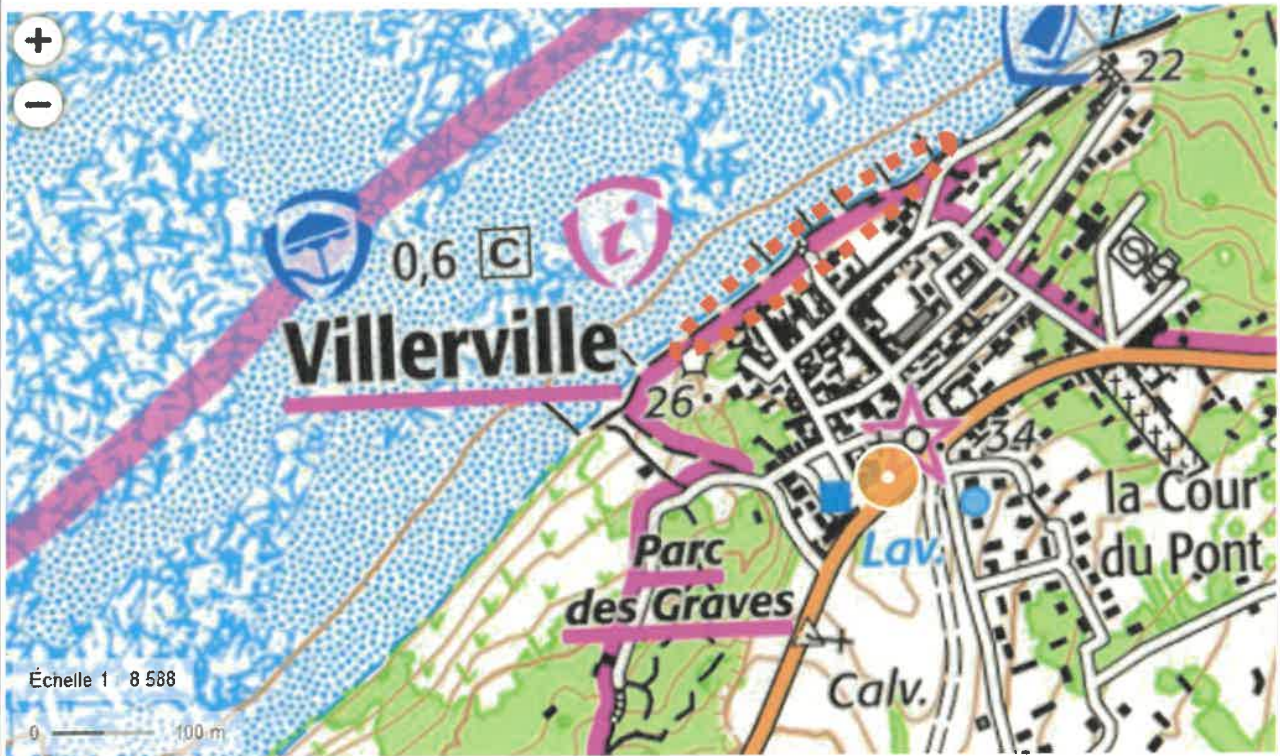 +
−
22
0,6 C i
Villerville
26
34
la Cour
du Pont
Lav.
Parc
des Graves
Calv.
Échelle 1 : 8 588
0 100 m